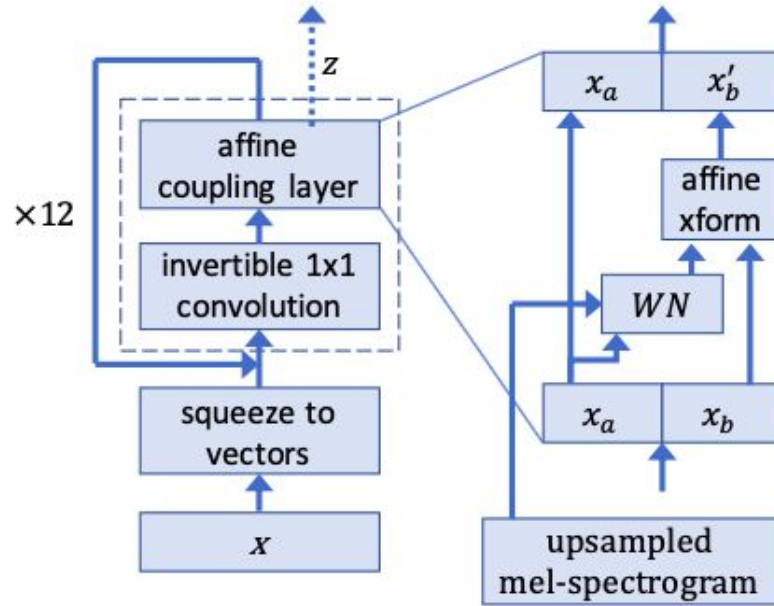 z
affine
coupling layer
×12
invertible 1x1
convolution
squeeze to
vectors
x
x_a x_b'
affine
xform
WN
x_a x_b
upsampled
mel-spectrogram